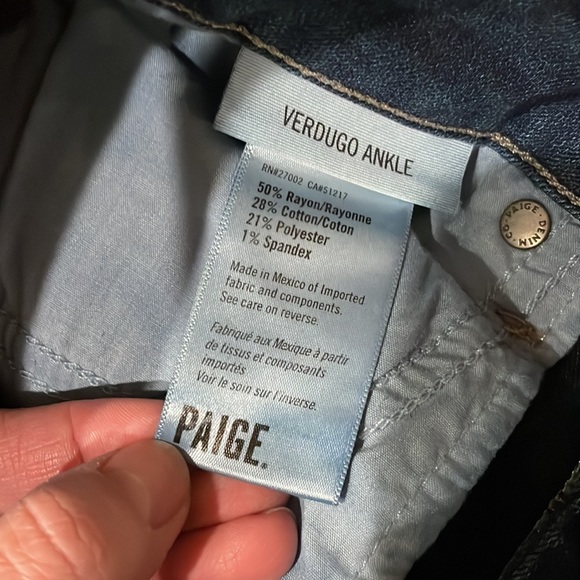 VERDUGO ANKLE
RN#27002 CA#51217
50% Rayon/Rayonne
28% Cotton/Coton
21% Polyester
1% Spandex
Made in Mexico of Imported
fabric and components.
See care on reverse.
Fabriqué aux Mexique à partir
de tissus et composants
importés
Voir le soin sur l'inverse.
PAIGE.
PAIGE · DENIM · CO ·